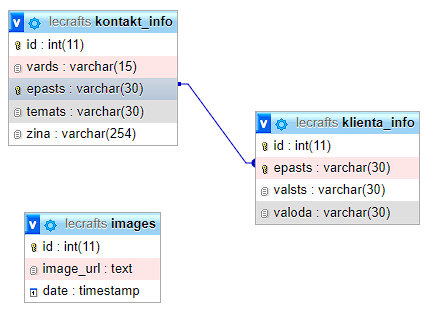 v lecrafts kontakt_info
id : int(11)
vards : varchar(15)
epasts : varchar(30)
temats : varchar(30)
zina : varchar(254)
v lecrafts klienta_info
id : int(11)
epasts : varchar(30)
valsts : varchar(30)
valoda : varchar(30)
v lecrafts images
id : int(11)
image_url : text
date : timestamp